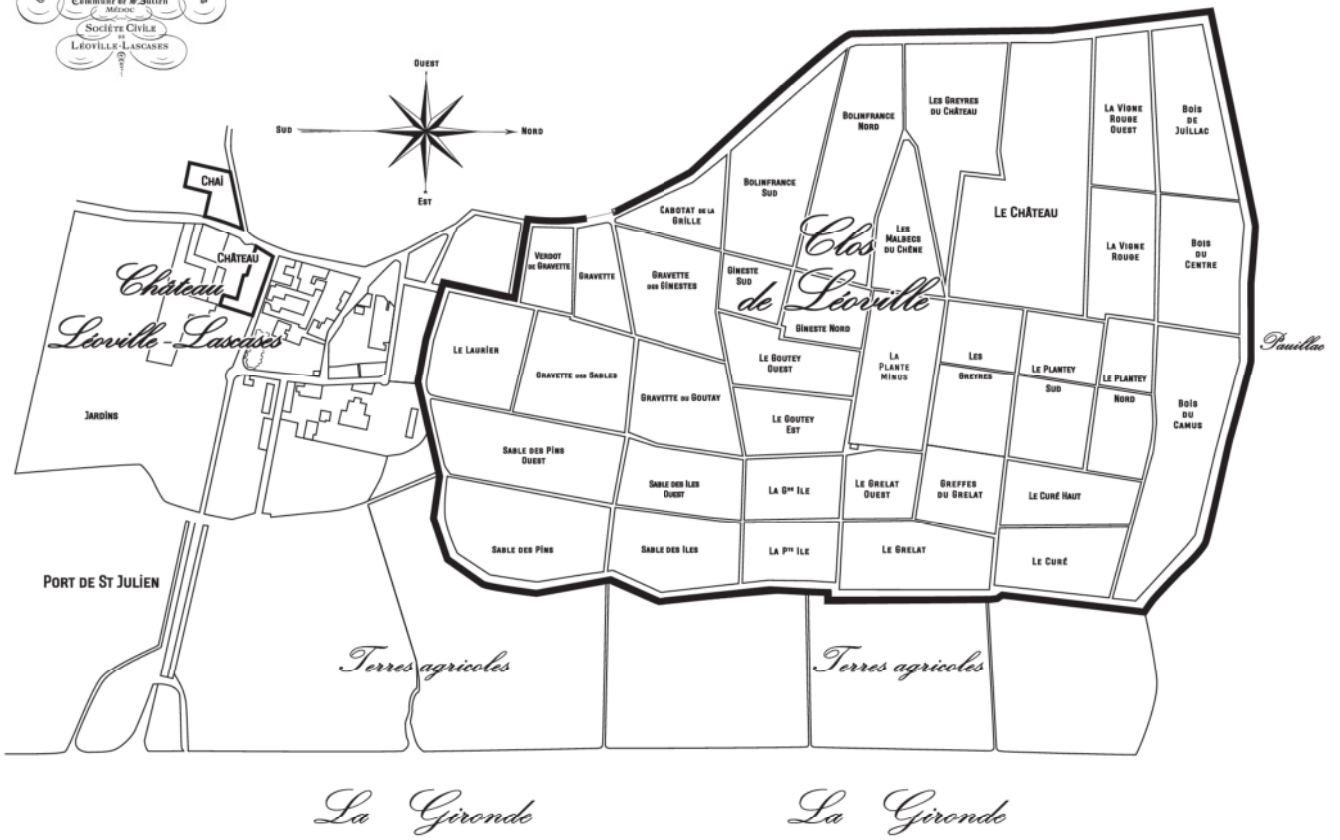 Commune de St Julien
MÉDOC
SOCIÉTÉ CIVILE
DE
LÉOVILLE-LASCASES
OUEST
SUD
NORD
EST
CHAI
CHÂTEAU
Château
Léoville-Lascases
JARDINS
PORT DE ST JULIEN
VERDOT
DE GRAVETTE
GRAVETTE
CABOTAT DE LA
GRILLE
GRAVETTE
DES GINESTES
BOLINFRANCE
SUD
BOLINFRANCE
NORD
LES GREYRES
DU CHÂTEAU
LES
MALBECS
DU CHÊNE
LE CHÂTEAU
LA VIGNE
ROUGE
OUEST
BOIS
DE
JUILLAC
LA VIGNE
ROUGE
BOIS
DU
CENTRE
Clos
de Léoville
GINESTE
SUD
GINESTE NORD
LE LAURIER
GRAVETTE DES SABLES
GRAVETTE DU GOUTAY
LE GOUTEY
OUEST
LE GOUTEY
EST
LA
PLANTE
MINUS
LES
GREYRES
LE PLANTEY
SUD
LE PLANTEY
NORD
BOIS
DU
CAMUS
Pauillac
SABLE DES PINS
OUEST
SABLE DES ILES
OUEST
LA GDE ILE
LE GRELAT
OUEST
GREFFES
DU GRELAT
LE CURÉ HAUT
SABLE DES PINS
SABLE DES ILES
LA PTE ILE
LE GRELAT
LE CURÉ
Terres agricoles
Terres agricoles
La Gironde
La Gironde